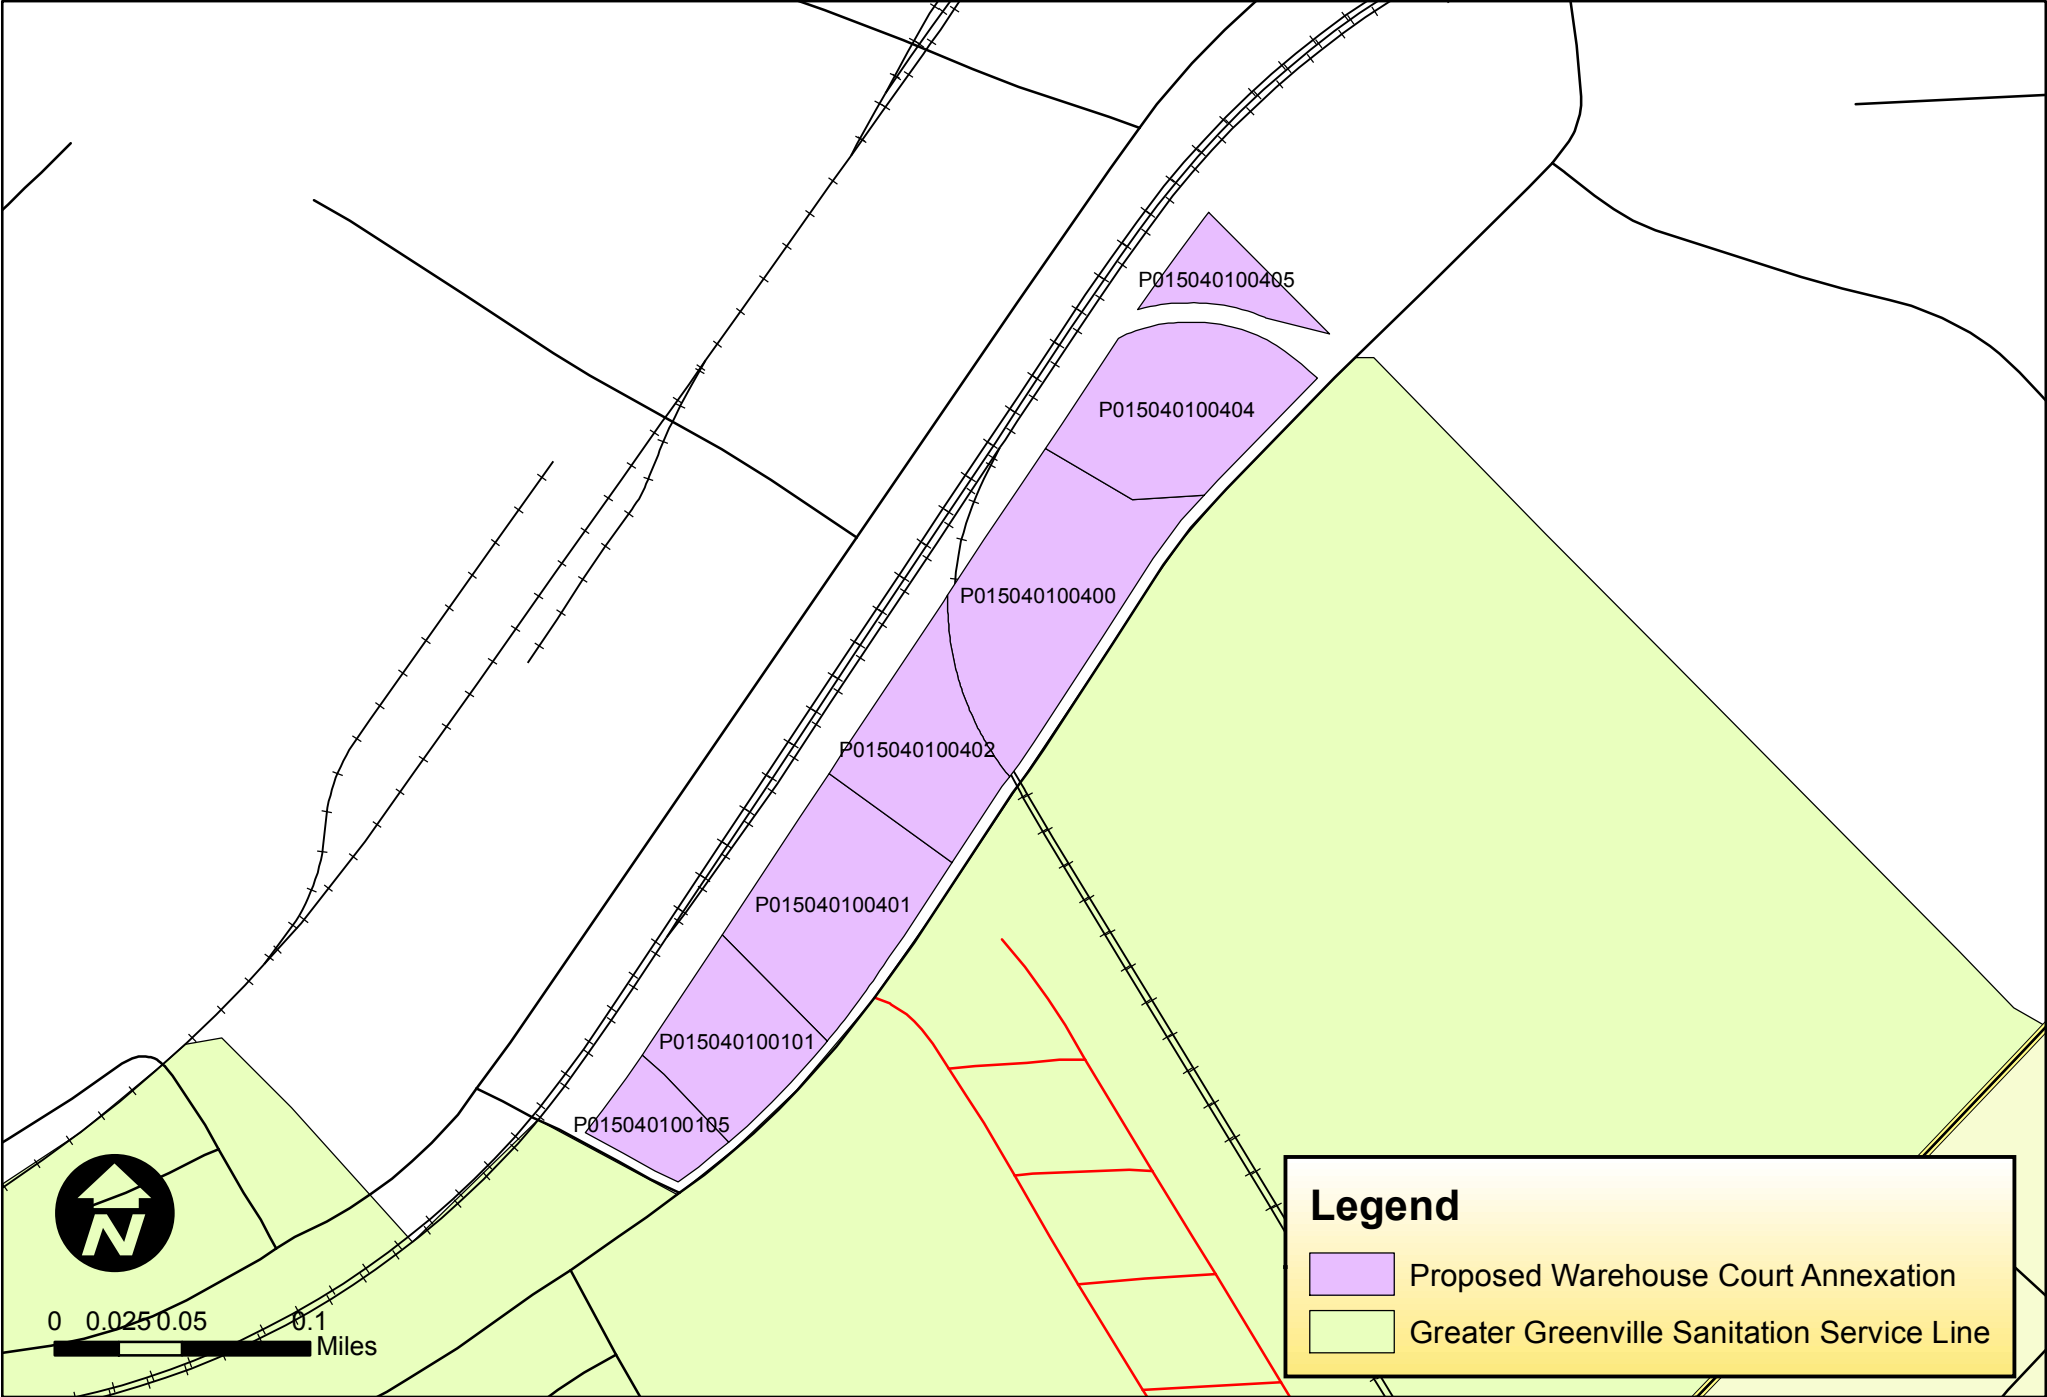 P015040100405
P015040100404
P015040100400
P015040100402
P015040100401
P015040100101
P015040100105
N
0 0.025 0.05 0.1
Miles
Legend
Proposed Warehouse Court Annexation
Greater Greenville Sanitation Service Line